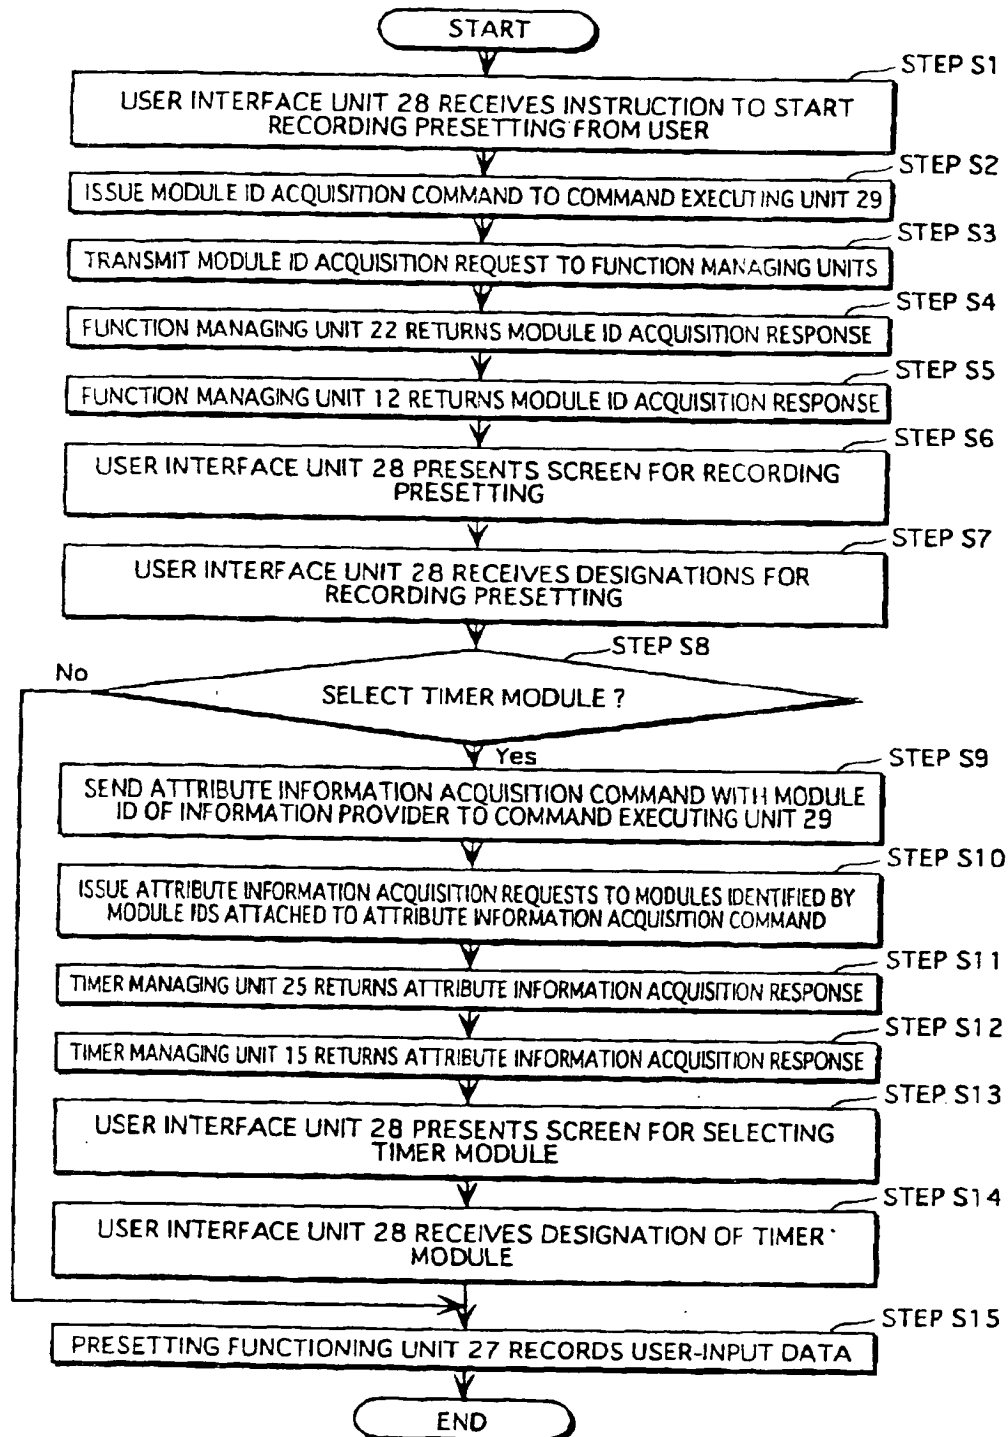 START
STEP S1
USER INTERFACE UNIT 28 RECEIVES INSTRUCTION TO START
RECORDING PRESETTING FROM USER
STEP S2
ISSUE MODULE ID ACQUISITION COMMAND TO COMMAND EXECUTING UNIT 29
STEP S3
TRANSMIT MODULE ID ACQUISITION REQUEST TO FUNCTION MANAGING UNITS
STEP S4
FUNCTION MANAGING UNIT 22 RETURNS MODULE ID ACQUISITION RESPONSE
STEP S5
FUNCTION MANAGING UNIT 12 RETURNS MODULE ID ACQUISITION RESPONSE
STEP S6
USER INTERFACE UNIT 28 PRESENTS SCREEN FOR RECORDING
PRESETTING
STEP S7
USER INTERFACE UNIT 28 RECEIVES DESIGNATIONS FOR
RECORDING PRESETTING
STEP S8
No
SELECT TIMER MODULE ?
Yes
STEP S9
SEND ATTRIBUTE INFORMATION ACQUISITION COMMAND WITH MODULE
ID OF INFORMATION PROVIDER TO COMMAND EXECUTING UNIT 29
STEP S10
ISSUE ATTRIBUTE INFORMATION ACQUISITION REQUESTS TO MODULES IDENTIFIED BY
MODULE IDS ATTACHED TO ATTRIBUTE INFORMATION ACQUISITION COMMAND
STEP S11
TIMER MANAGING UNIT 25 RETURNS ATTRIBUTE INFORMATION ACQUISITION RESPONSE
STEP S12
TIMER MANAGING UNIT 15 RETURNS ATTRIBUTE INFORMATION ACQUISITION RESPONSE
STEP S13
USER INTERFACE UNIT 28 PRESENTS SCREEN FOR SELECTING
TIMER MODULE
STEP S14
USER INTERFACE UNIT 28 RECEIVES DESIGNATION OF TIMER
MODULE
STEP S15
PRESETTING FUNCTIONING UNIT 27 RECORDS USER-INPUT DATA
END